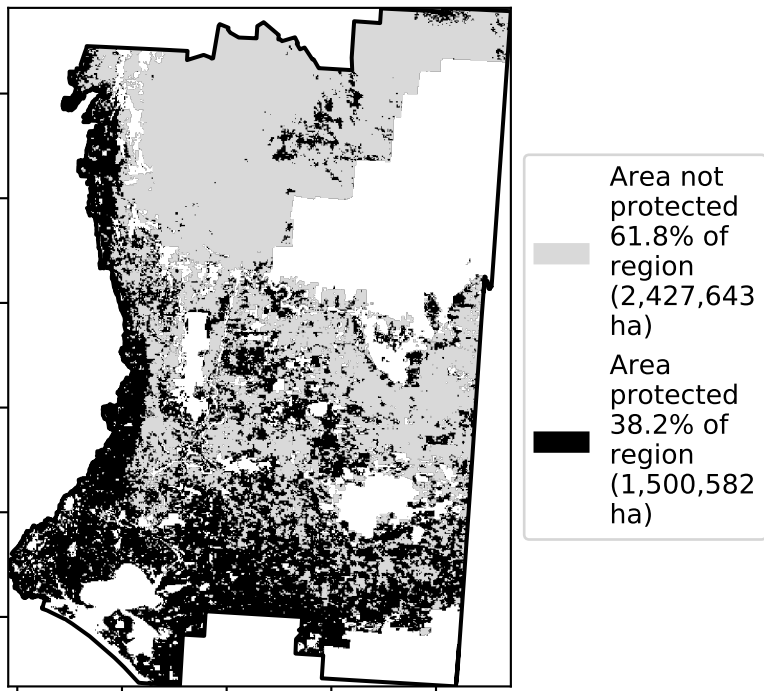 Area not
protected
61.8% of
region
(2,427,643
ha)
Area
protected
38.2% of
region
(1,500,582
ha)